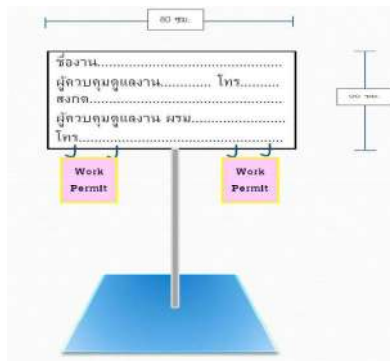 80 ซม.
ชื่องาน
ผู้ควบคุมดูแลงาน............ โทร..........
สังกัด
ผู้ควบคุมดูแลงาน ผรม
โทร
ซม.
Work
Permit
Work
Permit